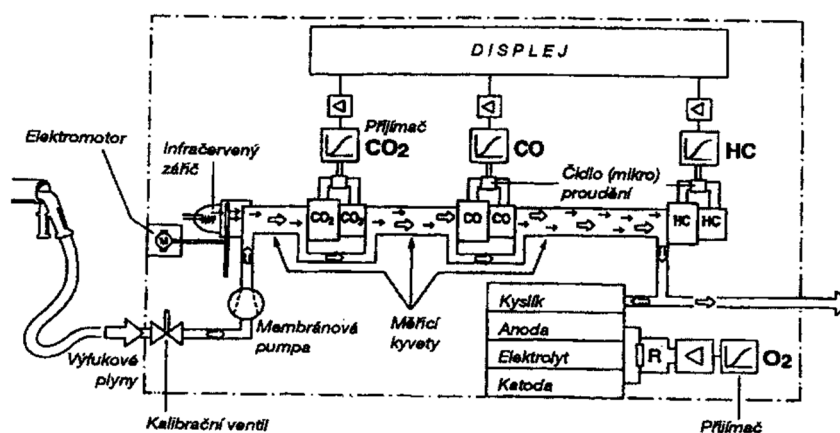 DISPLEJ
Elektromotor
Infračervený
zářič
Přijímač
CO2
CO
HC
Čidlo (mikro)
proudění
M
CO2
CO2
CO
CO
HC
HC
Membránová
pumpa
Měřicí
kyvety
Kyslík
Anoda
Elektrolyt
Katoda
R
O2
Výfukové
plyny
Kalibrační ventil
Přijímač